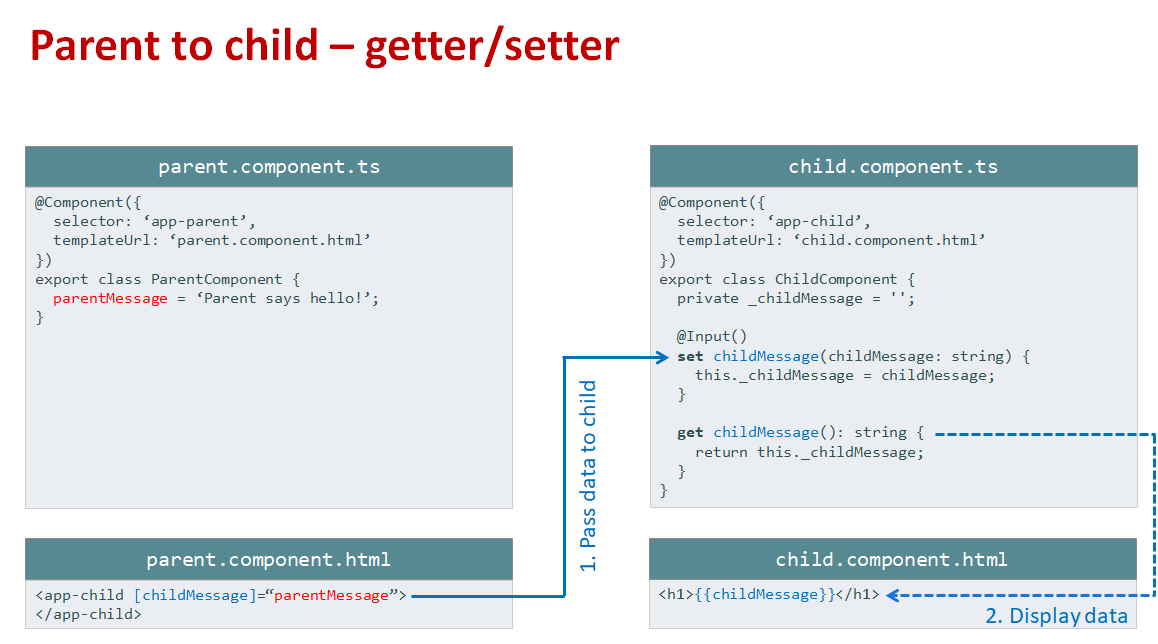 Parent to child – getter/setter
parent.component.ts
@Component({
  selector: ‘app-parent’,
  templateUrl: ‘parent.component.html’
})
export class ParentComponent {
  parentMessage = ‘Parent says hello!’;
}
parent.component.html
<app-child [childMessage]=“parentMessage”>
</app-child>
1. Pass data to child
child.component.ts
@Component({
  selector: ‘app-child’,
  templateUrl: ‘child.component.html’
})
export class ChildComponent {
  private _childMessage = '';
  @Input()
  set childMessage(childMessage: string) {
    this._childMessage = childMessage;
  }
  get childMessage(): string {
    return this._childMessage;
  }
}
child.component.html
<h1>{{childMessage}}</h1>
2. Display data